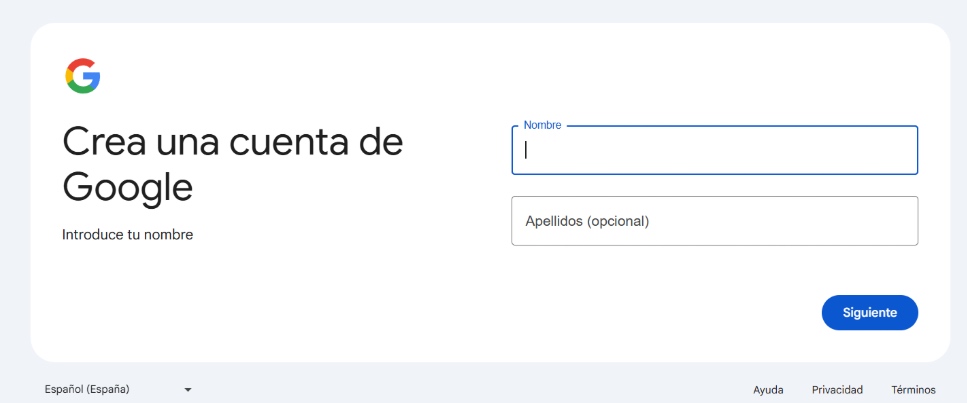 Crea una cuenta de
Google
Introduce tu nombre
Nombre
Apellidos (opcional)
Siguiente
Español (España)
Ayuda Privacidad Términos